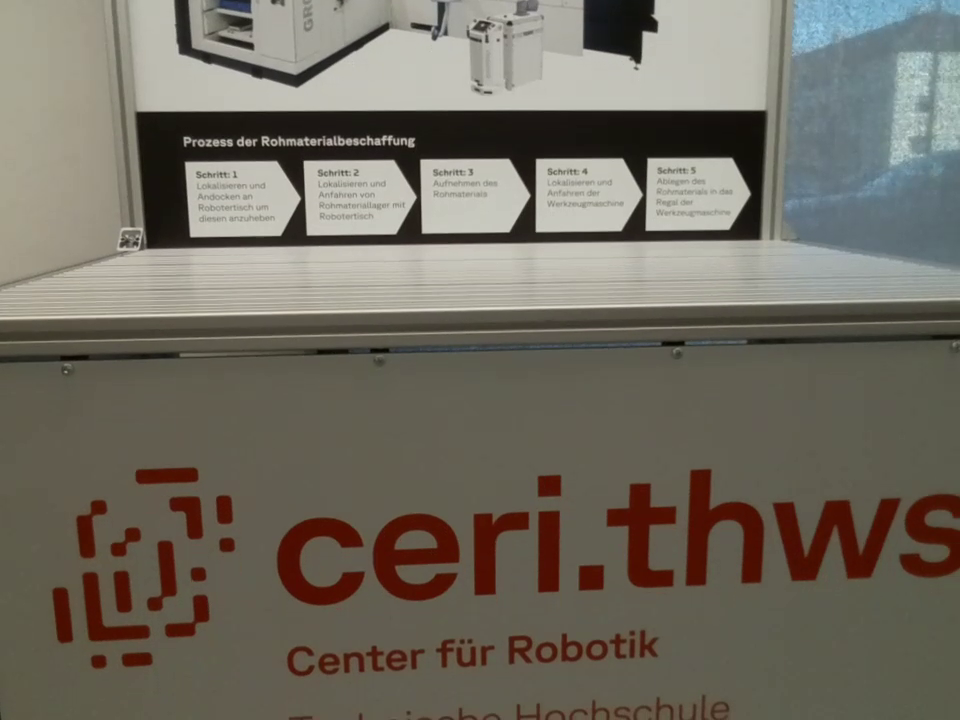 GRO
Prozess der Rohmaterialbeschaffung
Schritt: 1
Lokalisieren und
Andocken an
Robotertisch um
diesen anzuheben
Schritt: 2
Lokalisieren und
Anfahren von
Rohmateriallager mit
Robotertisch
Schritt: 3
Aufnehmen des
Rohmaterials
Schritt: 4
Lokalisieren und
Anfahren der
Werkzeugmaschine
Schritt: 5
Ablegen des
Rohmaterials in das
Regal der
Werkzeugmaschine
ceri.thws
Center für Robotik
Technische Hochschule